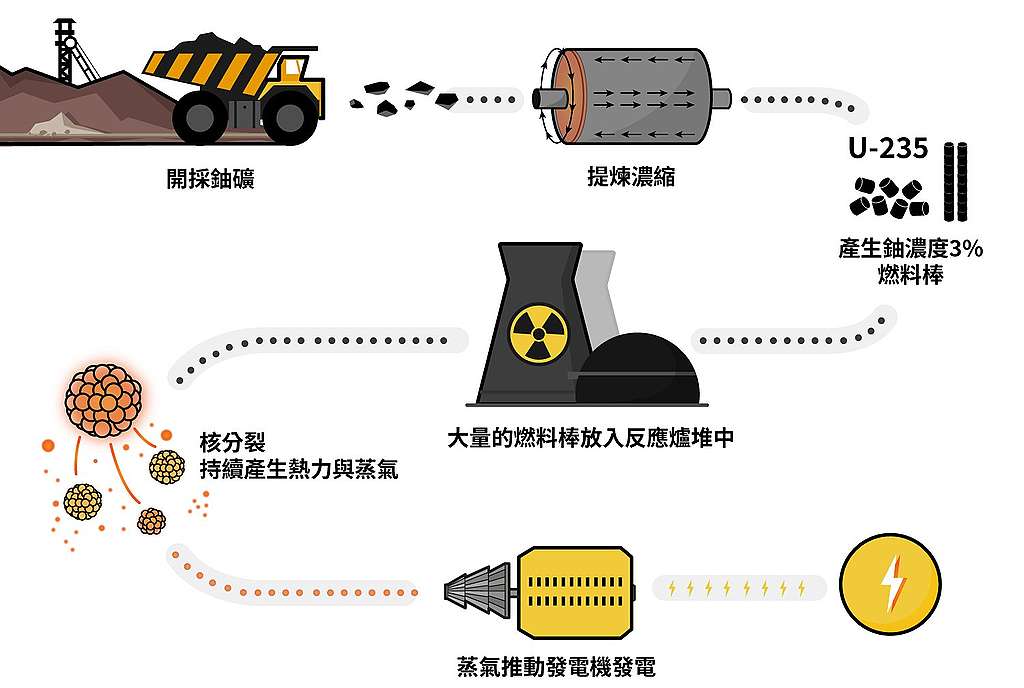 開採鈾礦
提煉濃縮
U-235
產生鈾濃度3%
燃料棒
大量的燃料棒放入反應爐堆中
核分裂
持續產生熱力與蒸氣
蒸氣推動發電機發電